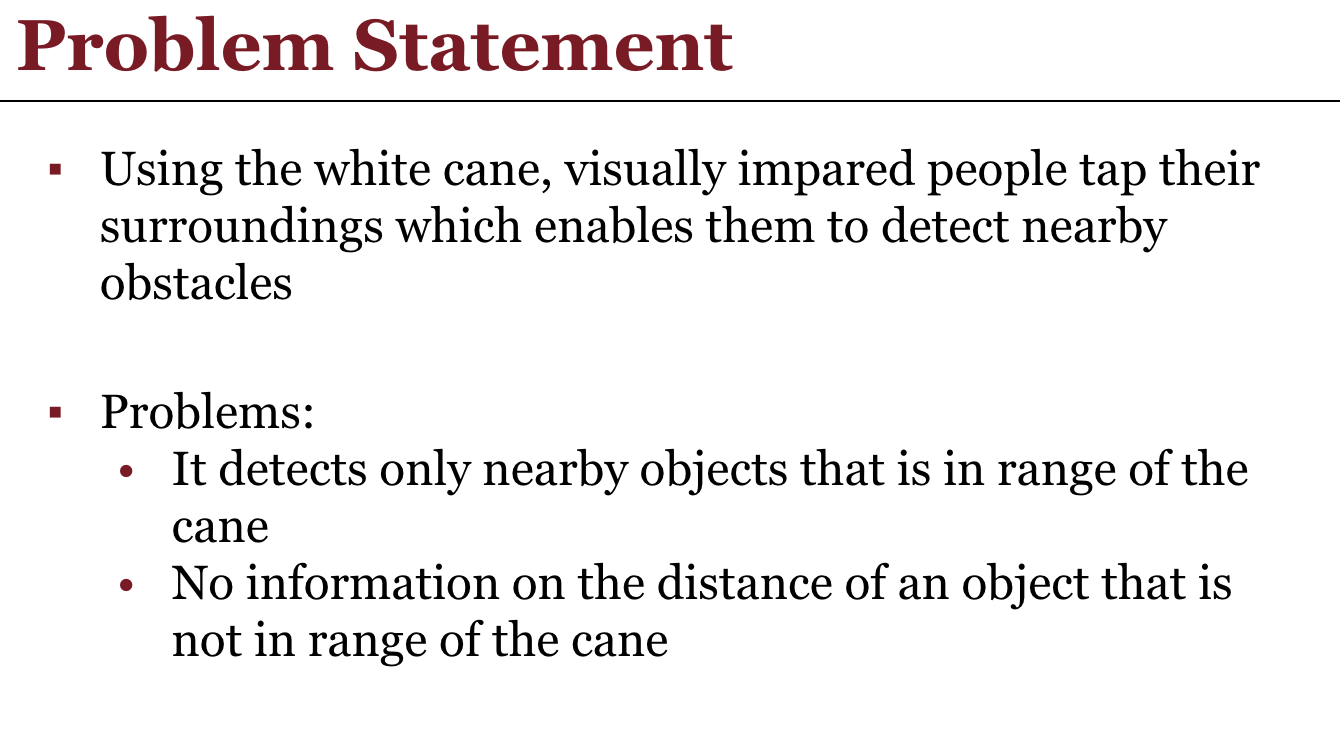 Problem Statement
▪ Using the white cane, visually impared people tap their
surroundings which enables them to detect nearby
obstacles
▪ Problems:
• It detects only nearby objects that is in range of the
cane
• No information on the distance of an object that is
not in range of the cane